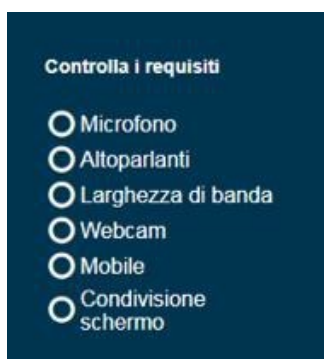 Controlla i requisiti
Microfono
Altoparlanti
Larghezza di banda
Webcam
Mobile
Condivisione
schermo